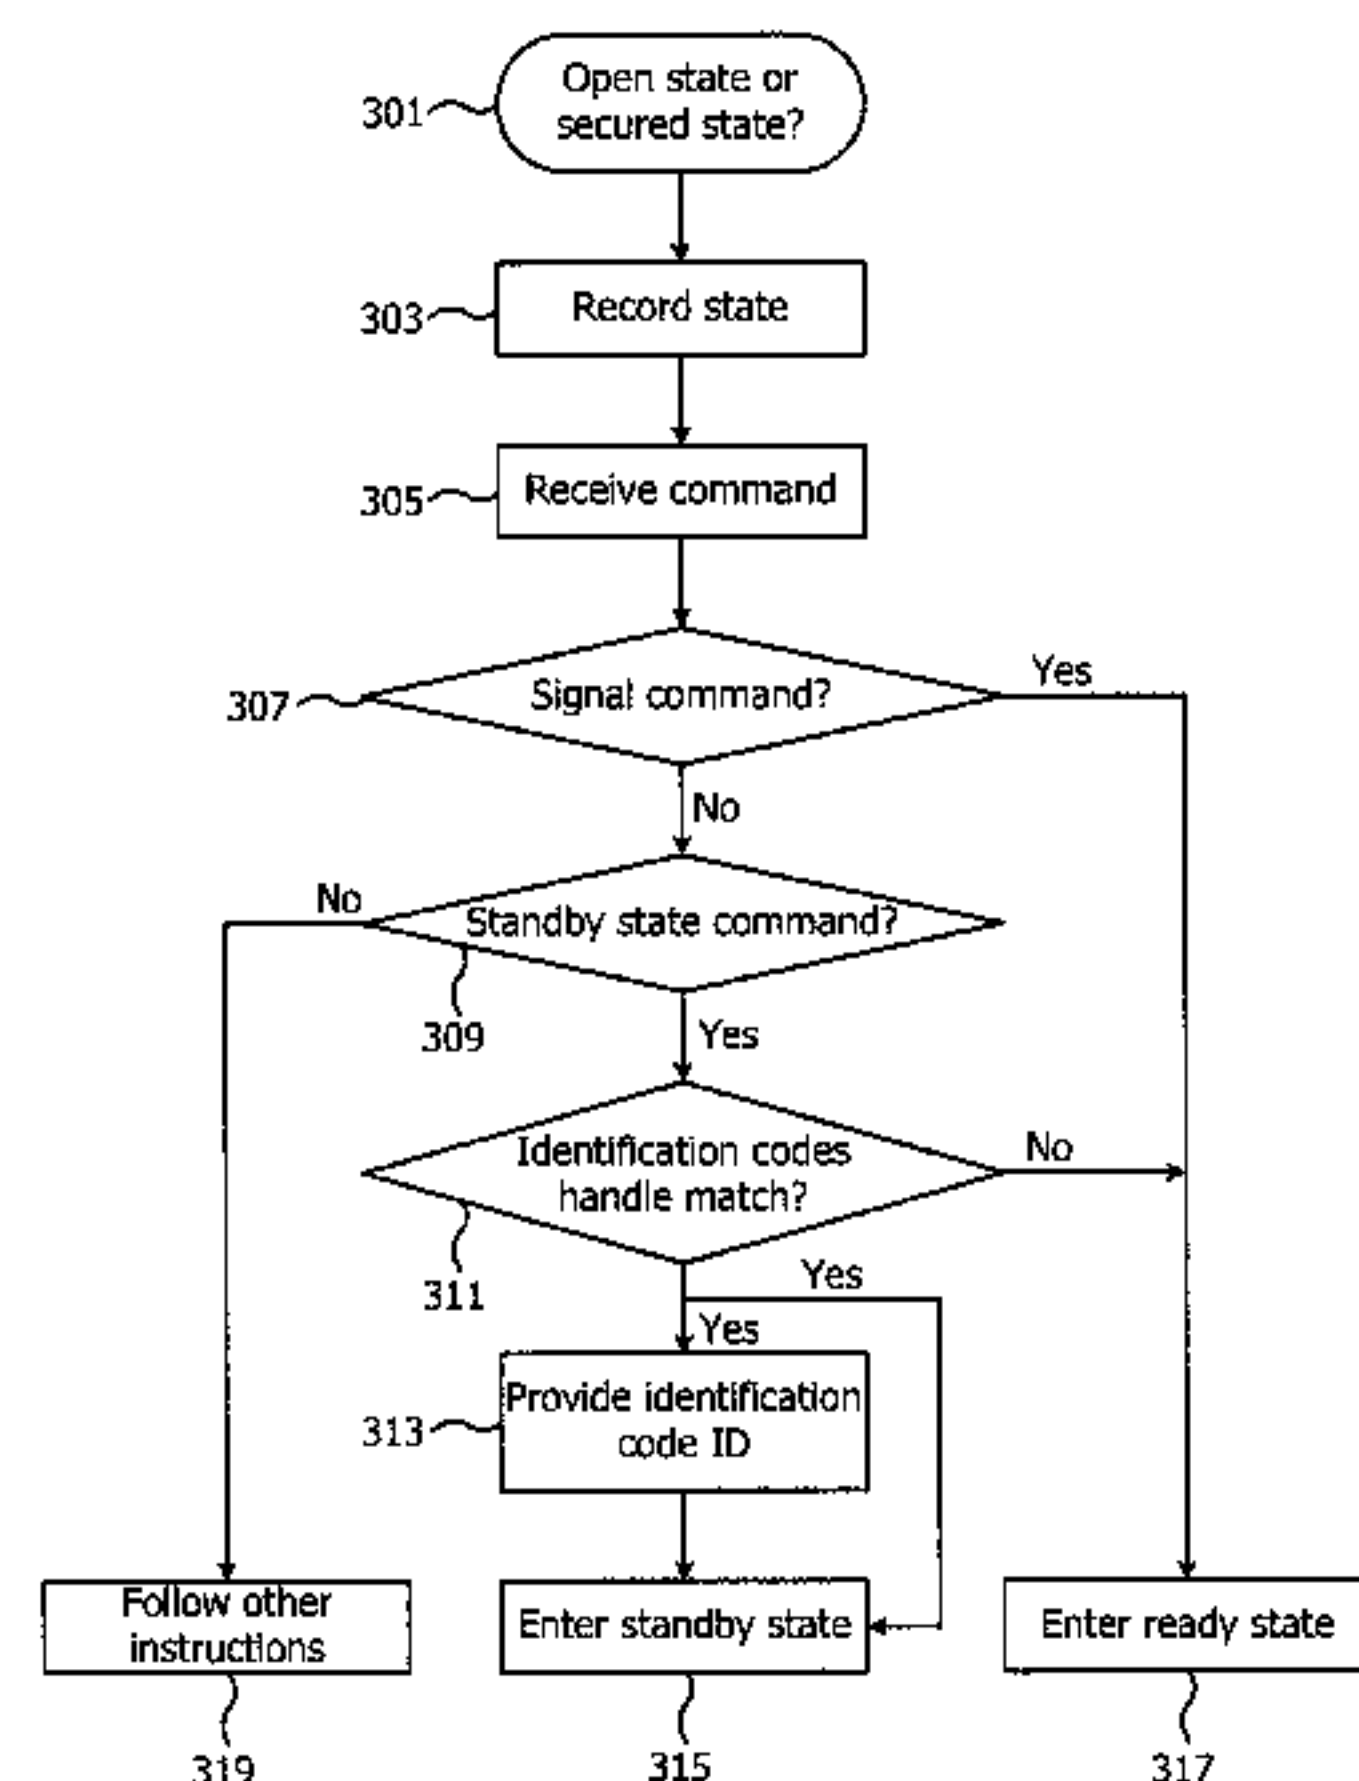 Open state or
secured state?
301
Record state
303
Receive command
305
Signal command?
307
Yes
No
Standby state command?
No
309
Yes
Identification codes
handle match?
No
311
Yes
Yes
Provide identification
code ID
313
Follow other
instructions
Enter standby state
Enter ready state
319
315
317